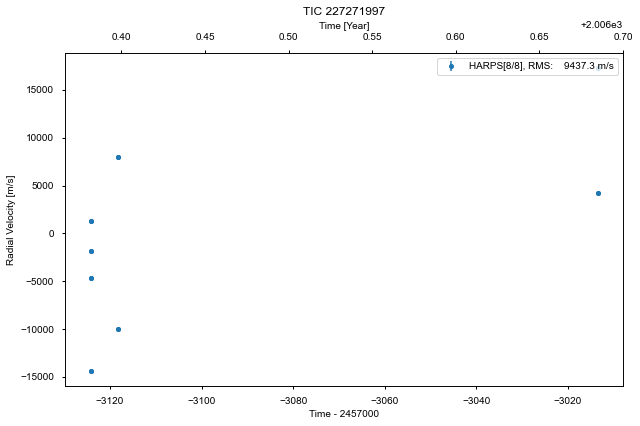 TIC 227271997
Time [Year]
+2.006e3
0.40 0.45 0.50 0.55 0.60 0.65 0.70
HARPS[8/8], RMS: 9437.3 m/s
15000
10000
5000
0
−5000
−10000
−15000
Radial Velocity [m/s]
−3120 −3100 −3080 −3060 −3040 −3020
Time - 2457000